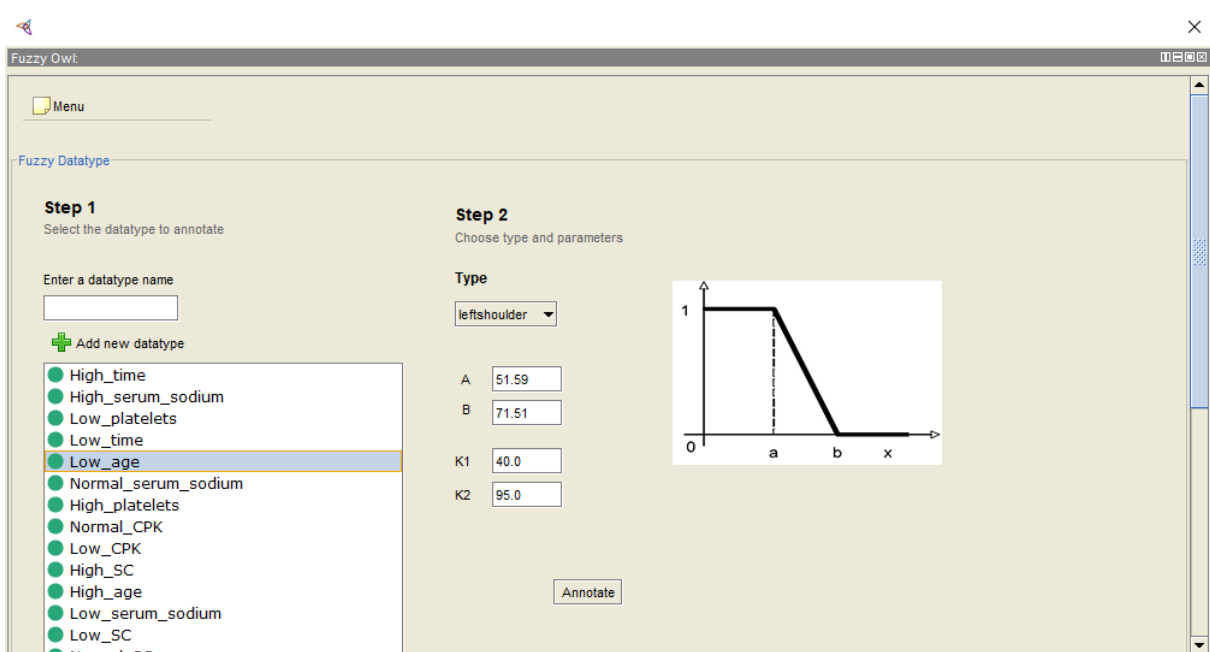 Fuzzy Owl:
Menu
Fuzzy Datatype
Step 1
Select the datatype to annotate
Enter a datatype name
Add new datatype
High_time
High_serum_sodium
Low_platelets
Low_time
Low_age
Normal_serum_sodium
High_platelets
Normal_CPK
Low_CPK
High_SC
High_age
Low_serum_sodium
Low_SC
Step 2
Choose type and parameters
Type
leftshoulder
A 51.59
B 71.51
K1 40.0
K2 95.0
Annotate
1
0 a b x